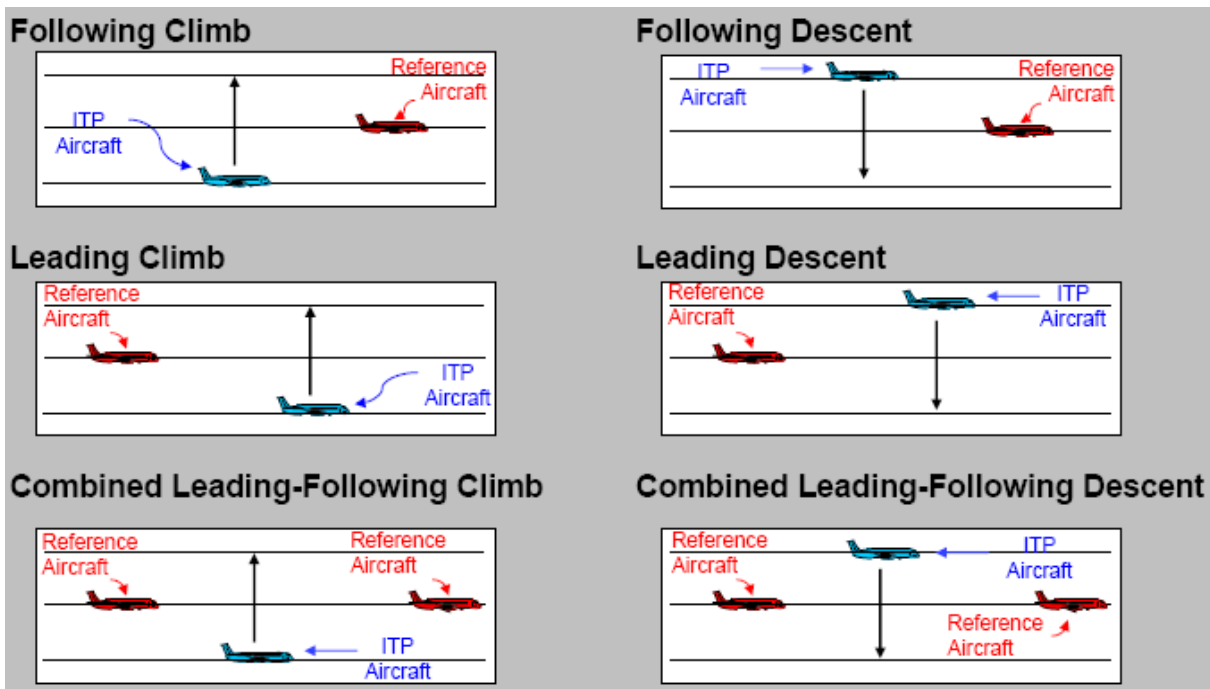 Following Climb
Reference
Aircraft
ITP
Aircraft
Following Descent
ITP
Aircraft
Reference
Aircraft
Leading Climb
Reference
Aircraft
ITP
Aircraft
Leading Descent
Reference
Aircraft
ITP
Aircraft
Combined Leading-Following Climb
Reference
Aircraft
Reference
Aircraft
ITP
Aircraft
Combined Leading-Following Descent
Reference
Aircraft
ITP
Aircraft
Reference
Aircraft